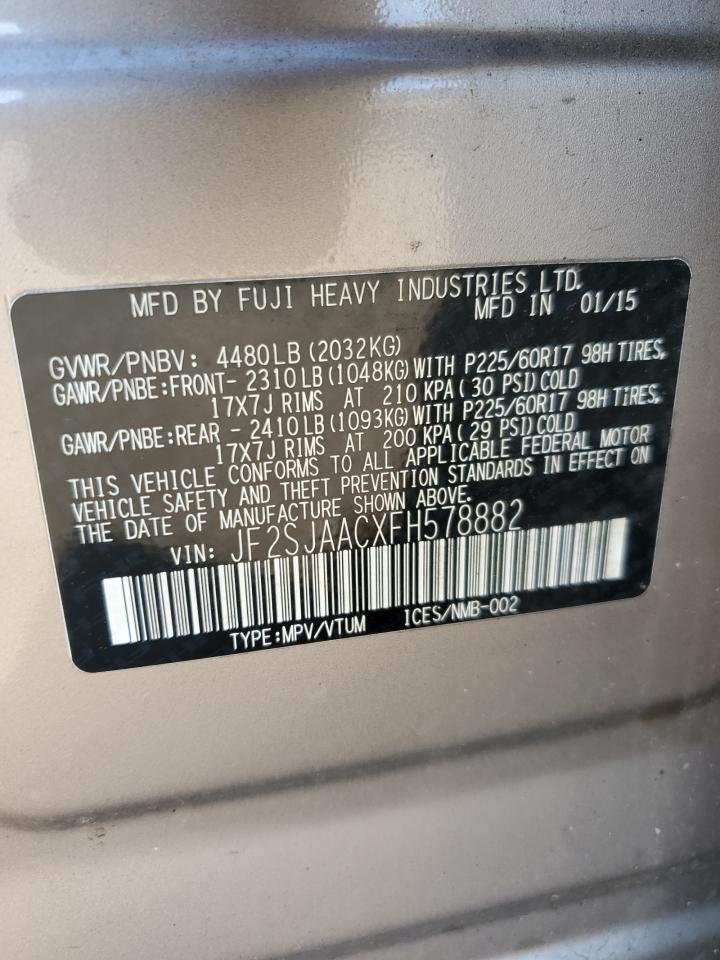 MFD BY FUJI HEAVY INDUSTRIES LTD.
MFD IN 01/15
GVWR/PNBV: 4480LB(2032KG)
GAWR/PNBE:FRONT- 2310LB(1048KG)WITH P225/60R17 98H TIRES,
17X7J RIMS AT 210 KPA(30 PSI)COLD
GAWR/PNBE:REAR - 2410LB(1093KG)WITH P225/60R17 98H TIRES,
17X7J RIMS AT 200 KPA(29 PSI)COLD
THIS VEHICLE CONFORMS TO ALL APPLICABLE FEDERAL MOTOR
VEHICLE SAFETY AND THEFT PREVENTION STANDARDS IN EFFECT ON
THE DATE OF MANUFACTURE SHOWN ABOVE.
VIN: JF2SJAACXFH578882
TYPE:MPV/VTUM ICES/NMB-002